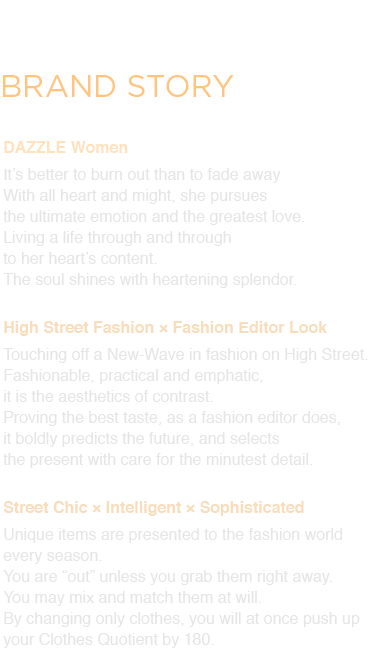 BRAND STORY
DAZZLE Women
It's better to burn out than to fade away
With all heart and might, she pursues
the ultimate emotion and the greatest love.
Living a life through and through
to her heart's content.
The soul shines with heartening splendor.
High Street Fashion × Fashion Editor Look
Touching off a New-Wave in fashion on High Street.
Fashionable, practical and emphatic,
it is the aesthetics of contrast.
Proving the best taste, as a fashion editor does,
it boldly predicts the future, and selects
the present with care for the minutest detail.
Street Chic × Intelligent × Sophisticated
Unique items are presented to the fashion world
every season.
You are “out” unless you grab them right away.
You may mix and match them at will.
By changing only clothes, you will at once push up
your Clothes Quotient by 180.